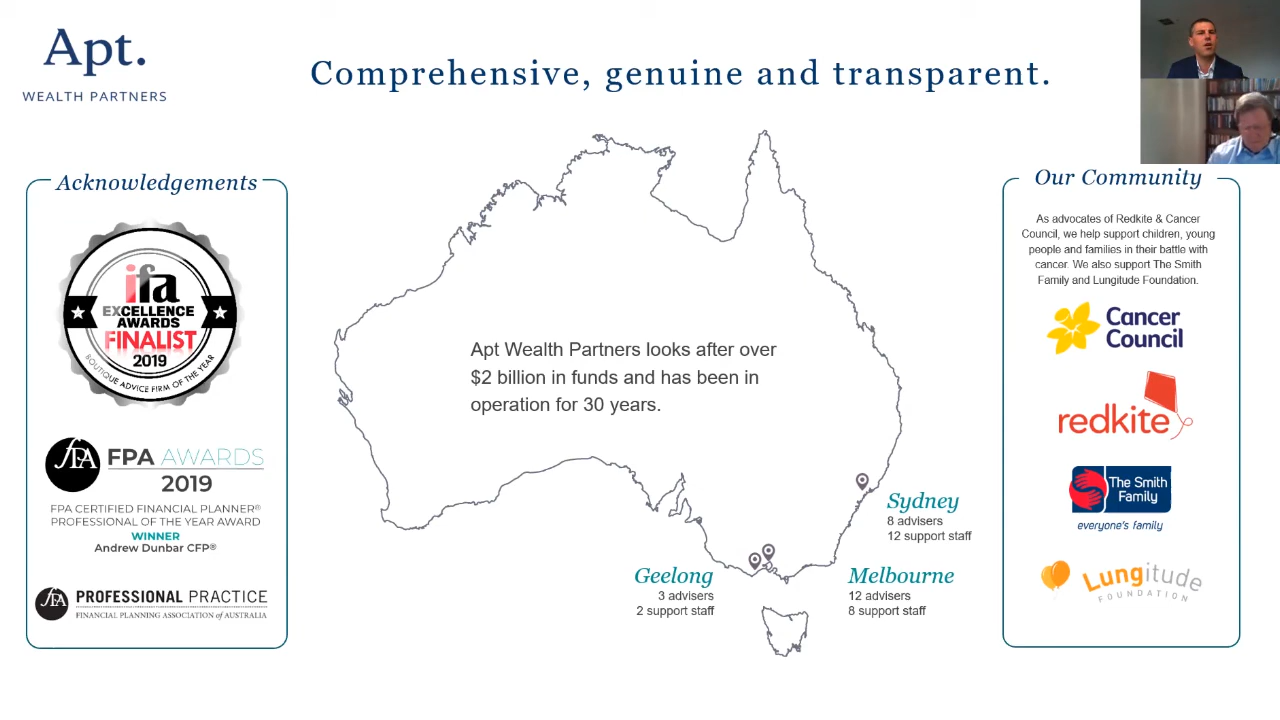 Apt.
WEALTH PARTNERS
Comprehensive, genuine and transparent.
Acknowledgements
ifa
EXCELLENCE
AWARDS
FINALIST
2019
BOUTIQUE ADVICE FIRM OF THE YEAR
FPA FPA AWARDS
2019
FPA CERTIFIED FINANCIAL PLANNER®
PROFESSIONAL OF THE YEAR AWARD
WINNER
Andrew Dunbar CFP®
FPA PROFESSIONAL PRACTICE
FINANCIAL PLANNING ASSOCIATION of AUSTRALIA
Apt Wealth Partners looks after over
$2 billion in funds and has been in
operation for 30 years.
Sydney
8 advisers
12 support staff
Geelong
3 advisers
2 support staff
Melbourne
12 advisers
8 support staff
Our Community
As advocates of Redkite & Cancer
Council, we help support children, young
people and families in their battle with
cancer. We also support The Smith
Family and Lungitude Foundation.
Cancer
Council
redkite
The Smith
Family
everyone's family
Lungitude
FOUNDATION